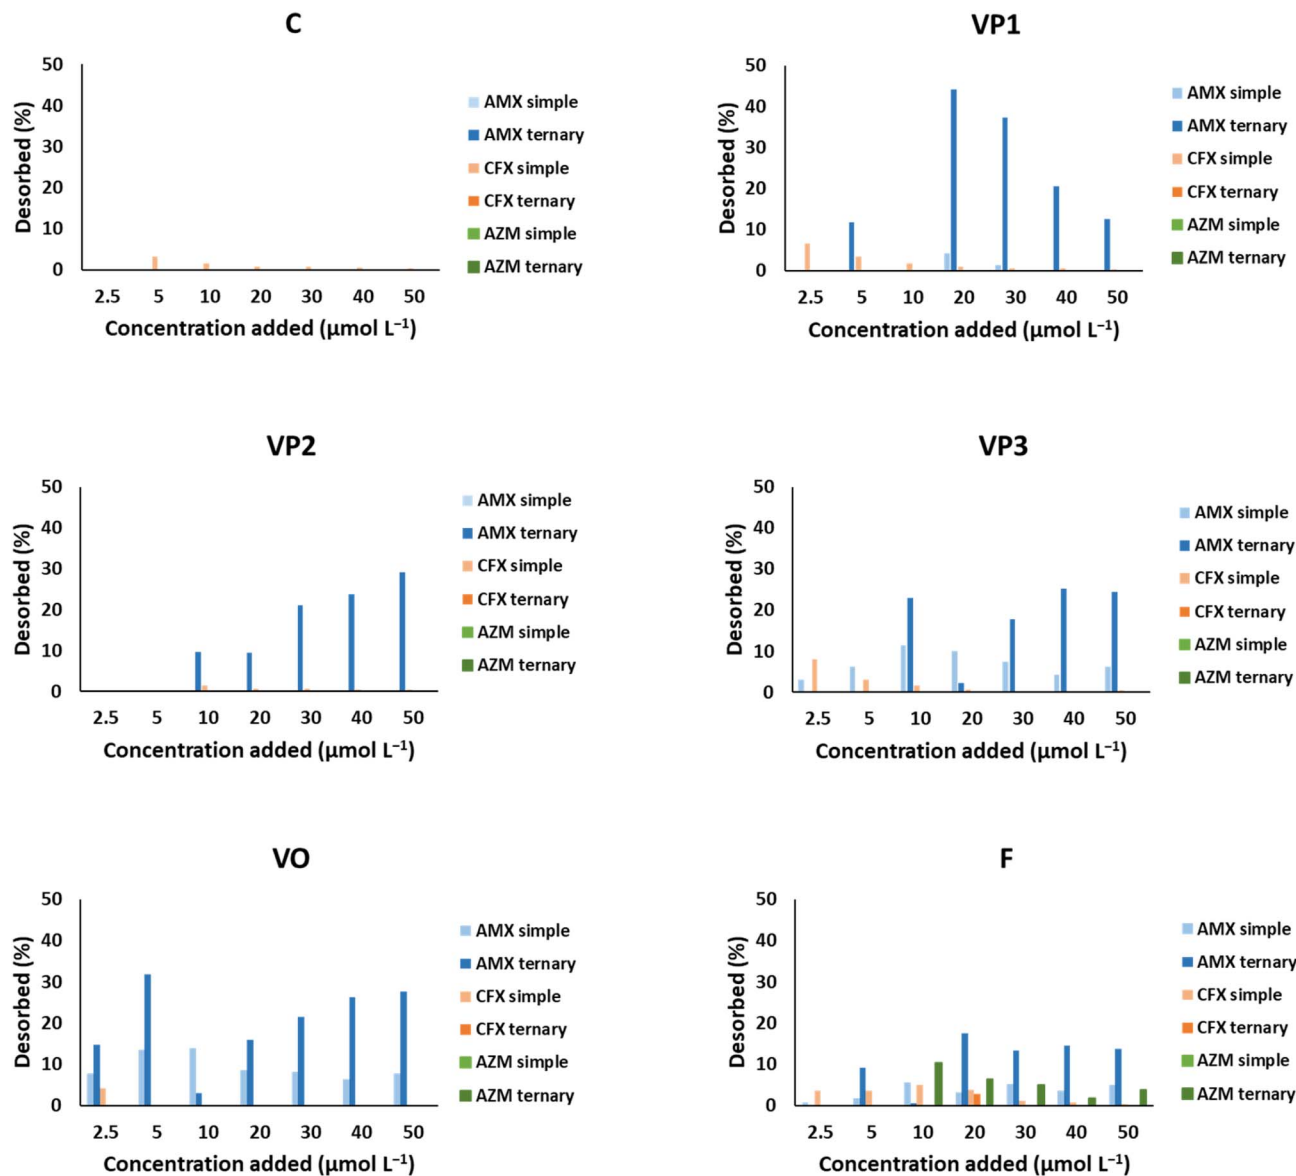 C
50
40
30
20
10
0
Desorbed (%)
2.5 5 10 20 30 40 50
Concentration added (µmol L⁻¹)
AMX simple
AMX ternary
CFX simple
CFX ternary
AZM simple
AZM ternary
VP1
50
40
30
20
10
0
Desorbed (%)
2.5 5 10 20 30 40 50
Concentration added (µmol L⁻¹)
AMX simple
AMX ternary
CFX simple
CFX ternary
AZM simple
AZM ternary
VP2
50
40
30
20
10
0
Desorbed (%)
2.5 5 10 20 30 40 50
Concentration added (µmol L⁻¹)
AMX simple
AMX ternary
CFX simple
CFX ternary
AZM simple
AZM ternary
VP3
50
40
30
20
10
0
Desorbed (%)
2.5 5 10 20 30 40 50
Concentration added (µmol L⁻¹)
AMX simple
AMX ternary
CFX simple
CFX ternary
AZM simple
AZM ternary
VO
50
40
30
20
10
0
Desorbed (%)
2.5 5 10 20 30 40 50
Concentration added (µmol L⁻¹)
AMX simple
AMX ternary
CFX simple
CFX ternary
AZM simple
AZM ternary
F
50
40
30
20
10
0
Desorbed (%)
2.5 5 10 20 30 40 50
Concentration added (µmol L⁻¹)
AMX simple
AMX ternary
CFX simple
CFX ternary
AZM simple
AZM ternary